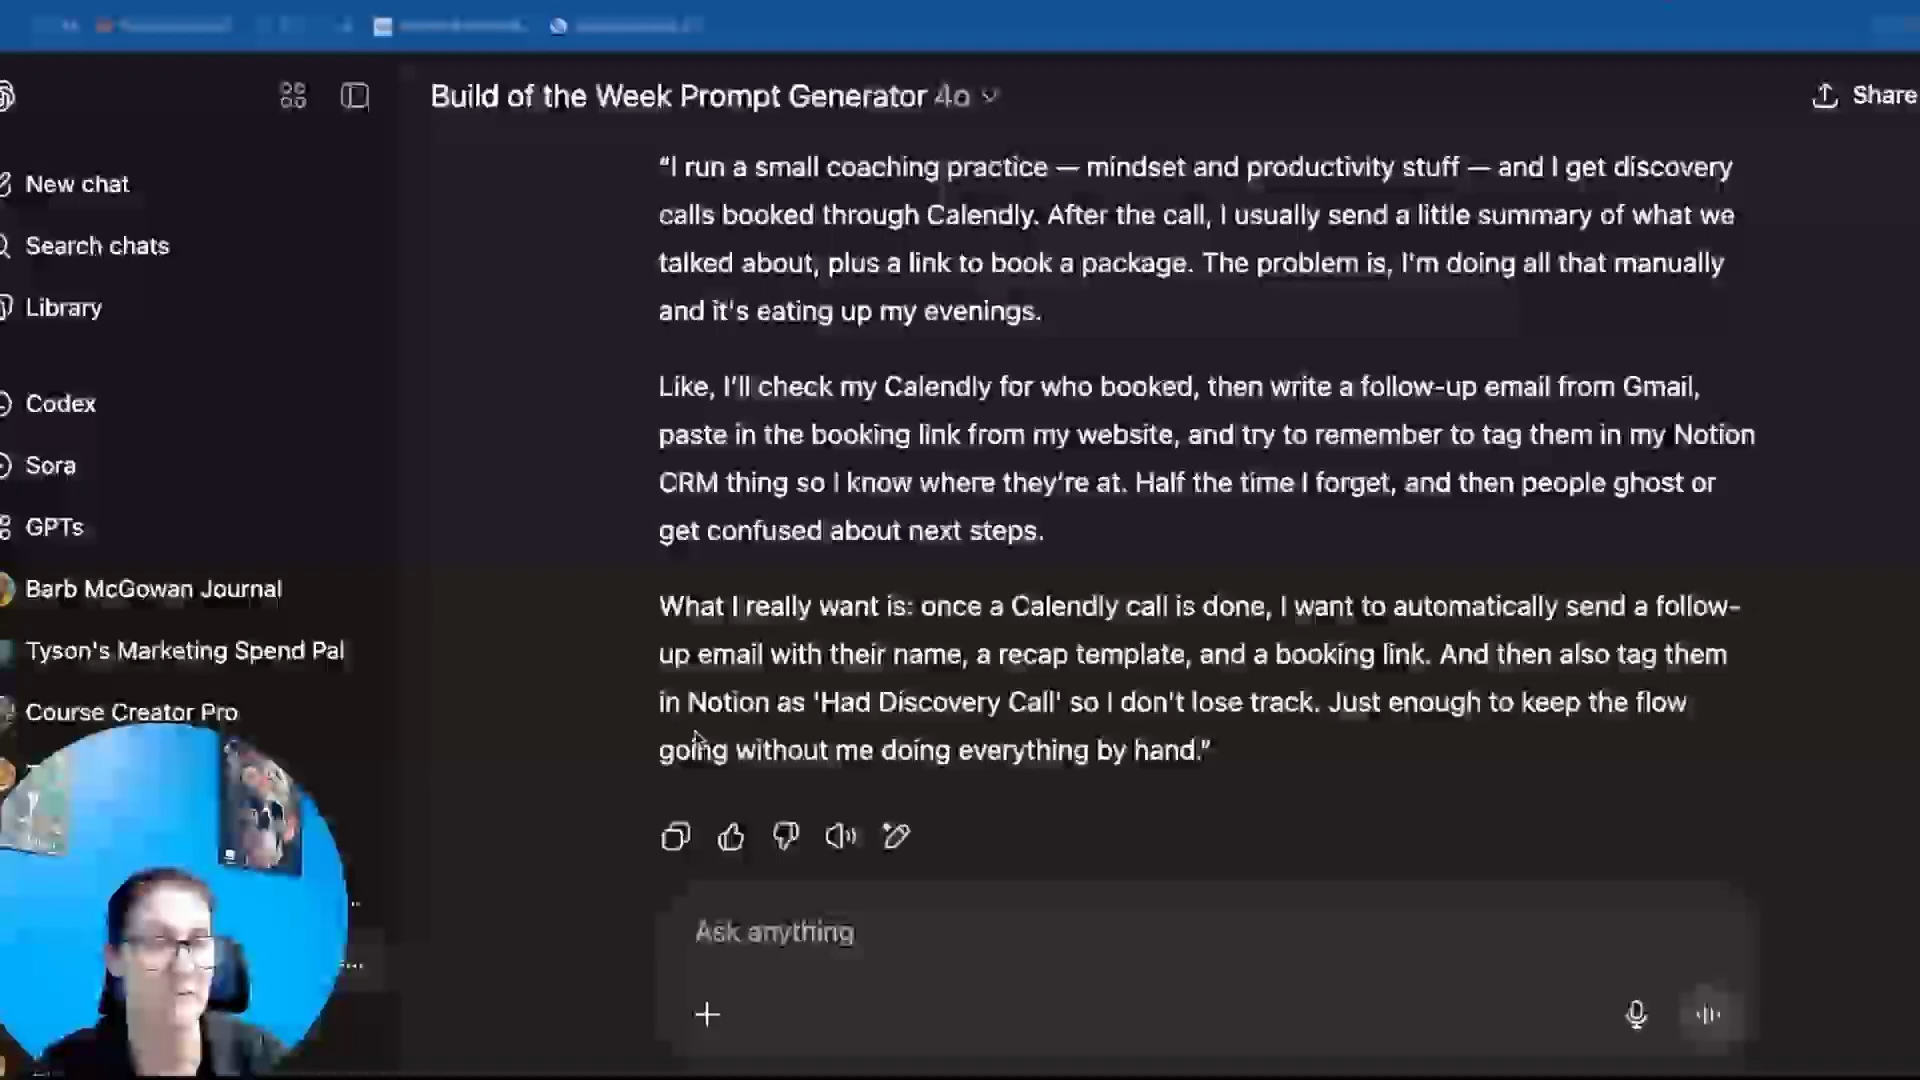 Build of the Week Prompt Generator 4o
Share
New chat
Search chats
Library
Codex
Sora
GPTs
Barb McGowan Journal
Tyson's Marketing Spend Pal
Course Creator Pro
“I run a small coaching practice — mindset and productivity stuff — and I get discovery
calls booked through Calendly. After the call, I usually send a little summary of what we
talked about, plus a link to book a package. The problem is, I'm doing all that manually
and it's eating up my evenings.
Like, I’ll check my Calendly for who booked, then write a follow-up email from Gmail,
paste in the booking link from my website, and try to remember to tag them in my Notion
CRM thing so I know where they’re at. Half the time I forget, and then people ghost or
get confused about next steps.
What I really want is: once a Calendly call is done, I want to automatically send a follow-
up email with their name, a recap template, and a booking link. And then also tag them
in Notion as 'Had Discovery Call' so I don't lose track. Just enough to keep the flow
going without me doing everything by hand.”
Ask anything